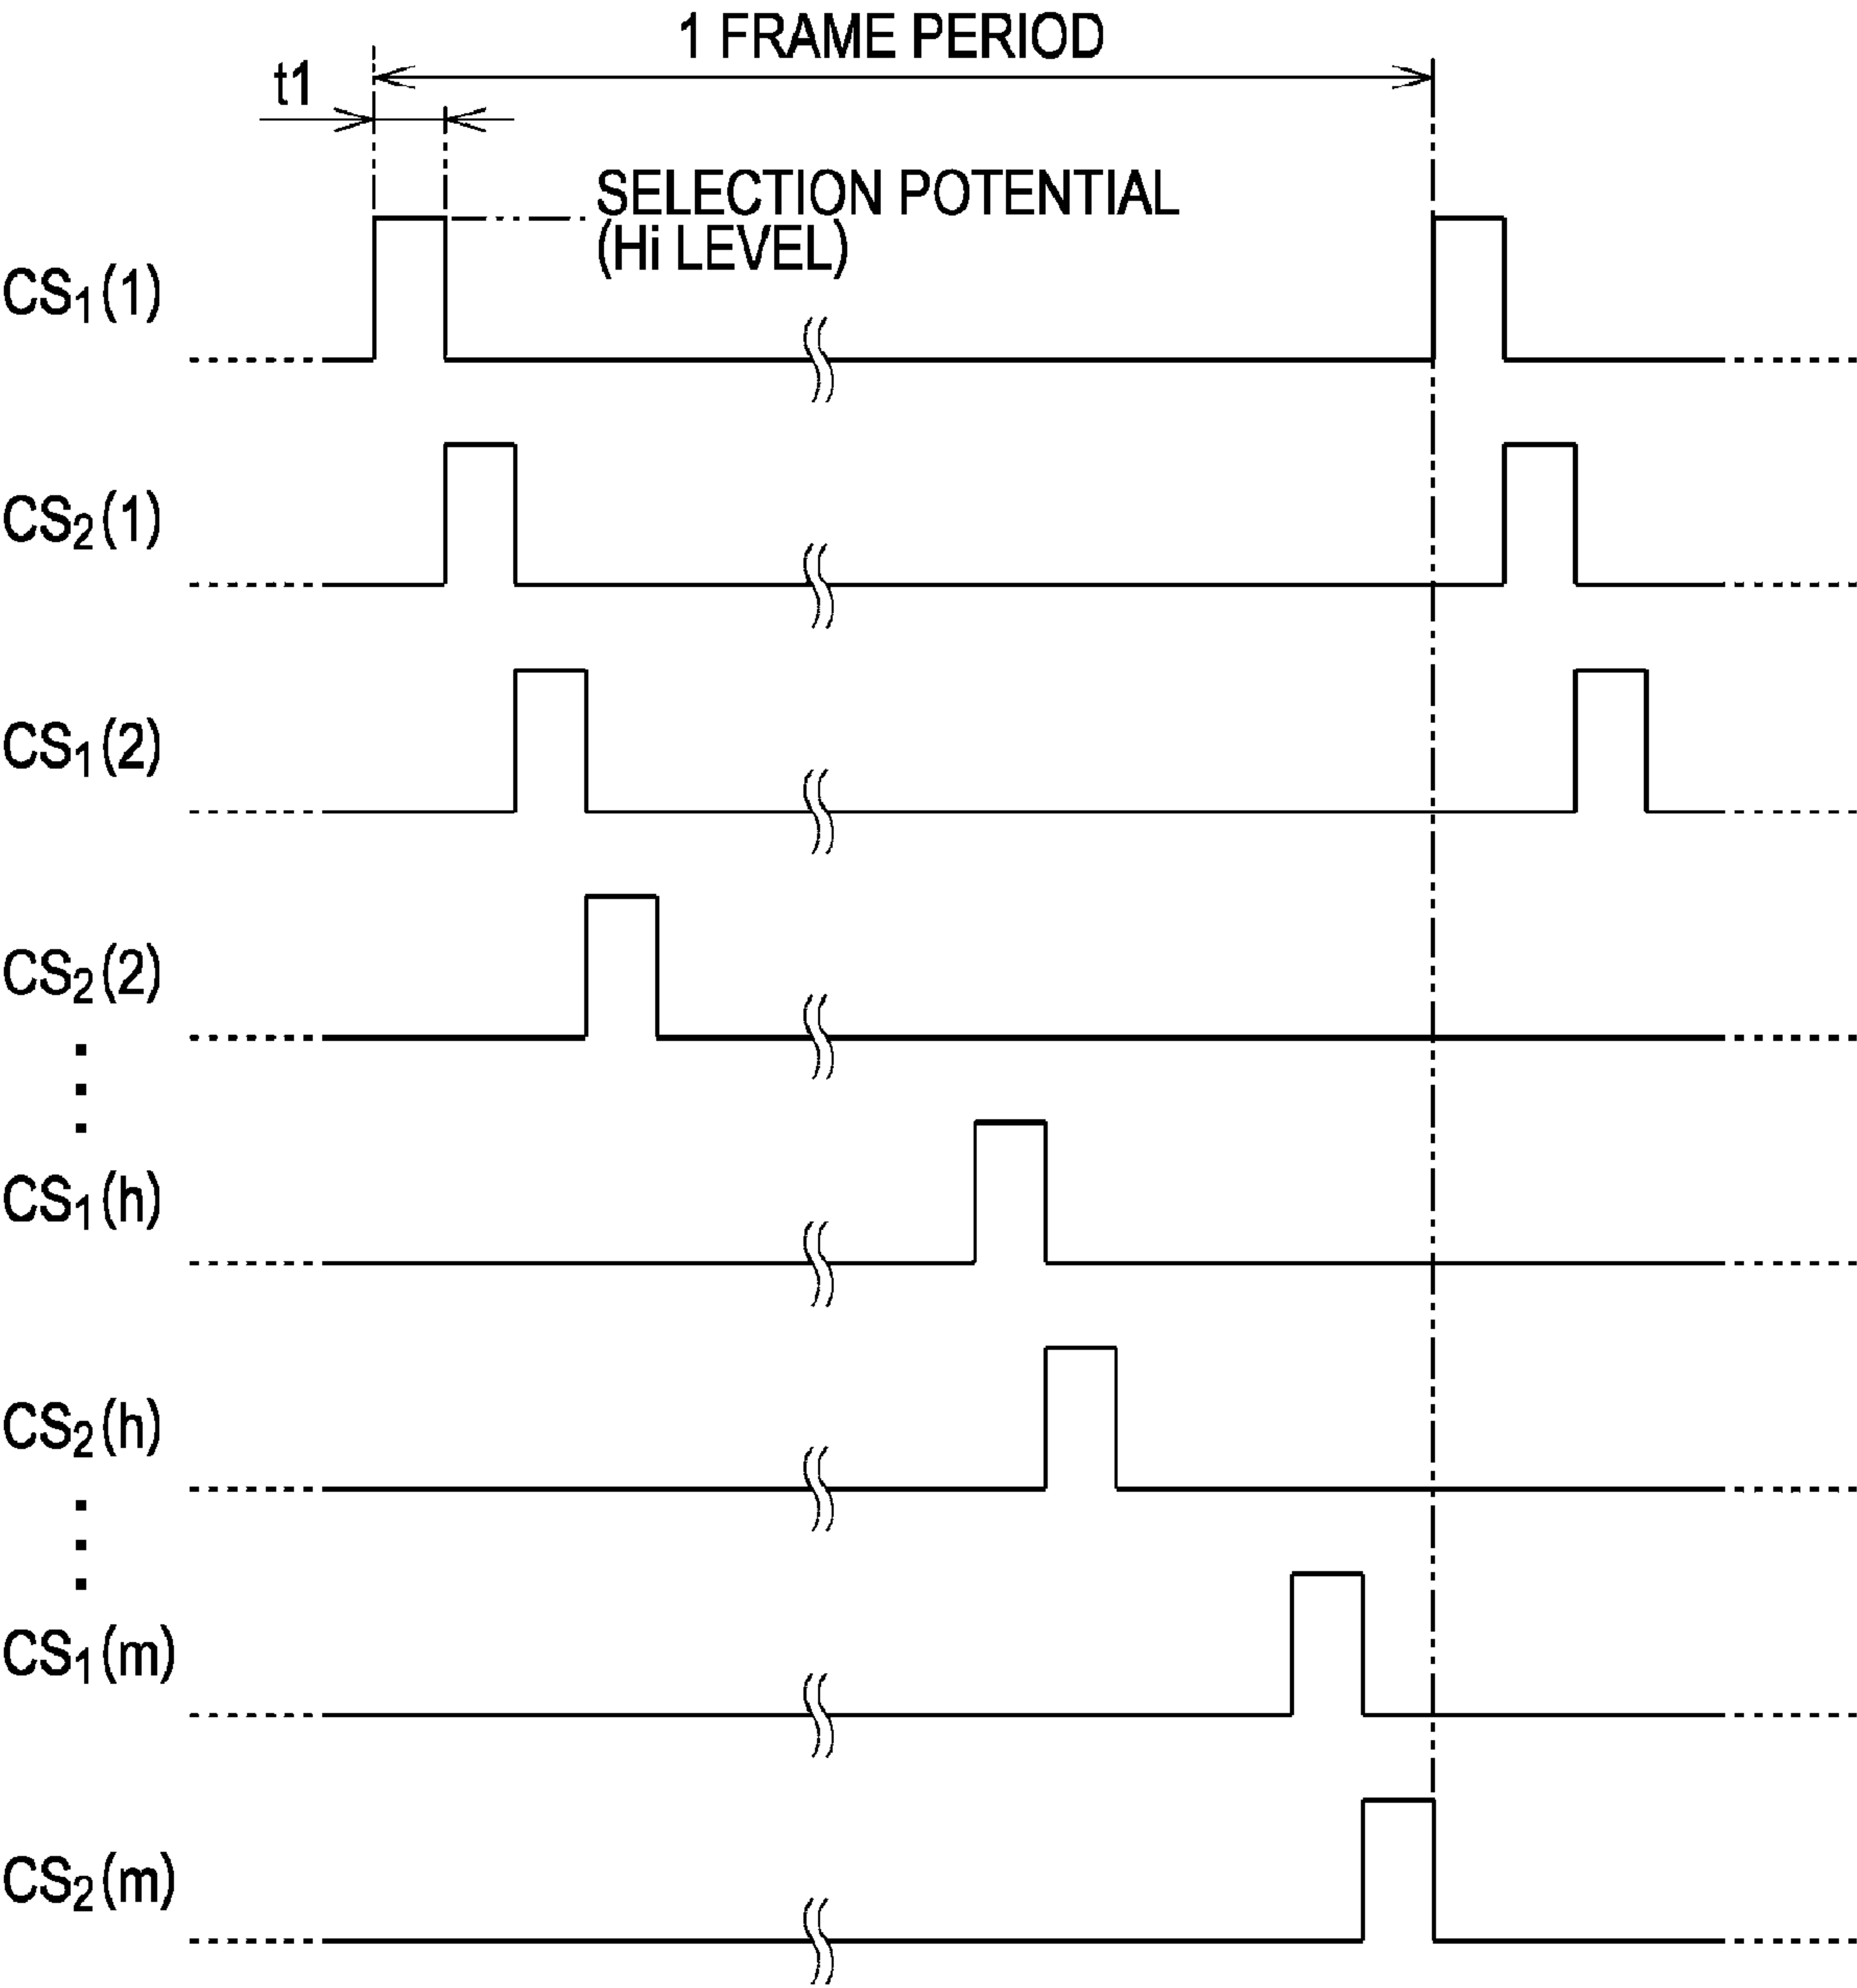 1 FRAME PERIOD
t1
SELECTION POTENTIAL
(Hi LEVEL)
CS₁(1)
CS₂(1)
CS₁(2)
CS₂(2)
CS₁(h)
CS₂(h)
CS₁(m)
CS₂(m)